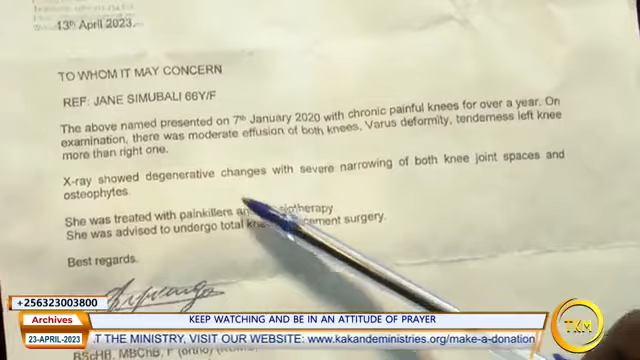 13th April 2023.
TO WHOM IT MAY CONCERN
REF: JANE SIMUBALI 66Y/F
The above named presented on 7th January 2020 with chronic painful knees for over a year. On
examination, there was moderate effusion of both knees, Varus deformity, tenderness left knee
more than right one.
X-ray showed degenerative changes with severe narrowing of both knee joint spaces and
osteophytes.
She was treated with painkillers
She was advised to undergo total surgery.
Best regards.
+256323003800
Archives
KEEP WATCHING AND BE IN AN ATTITUDE OF PRAYER
TKM
23-APRIL-2023
T THE MINISTRY, VISIT OUR WEBSITE: www.kakandeministries.org/make-a-donation
BScHB, MBChB,